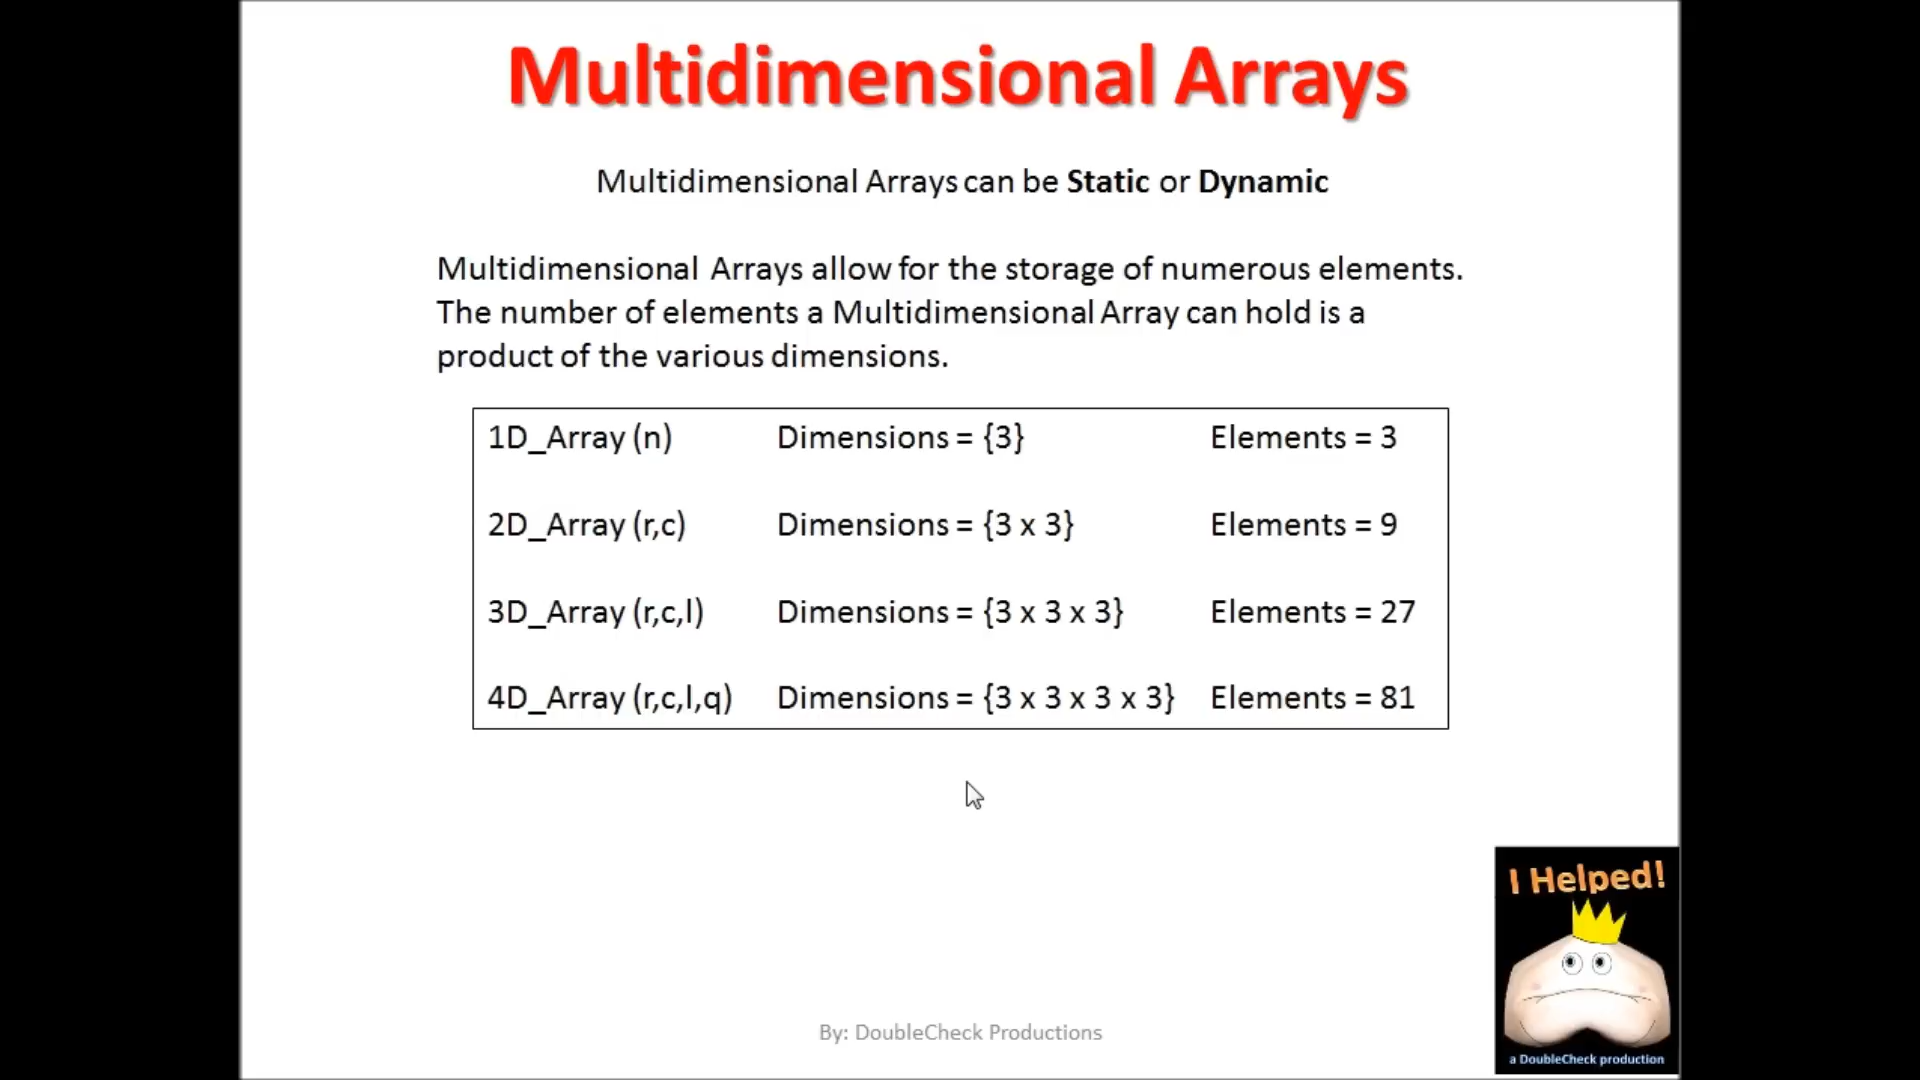 Multidimensional Arrays
Multidimensional Arrays can be Static or Dynamic
Multidimensional Arrays allow for the storage of numerous elements.
The number of elements a Multidimensional Array can hold is a
product of the various dimensions.
1D_Array (n) Dimensions = {3} Elements = 3
2D_Array (r,c) Dimensions = {3 x 3} Elements = 9
3D_Array (r,c,l) Dimensions = {3 x 3 x 3} Elements = 27
4D_Array (r,c,l,q) Dimensions = {3 x 3 x 3 x 3} Elements = 81
I Helped!
a DoubleCheck production
By: DoubleCheck Productions